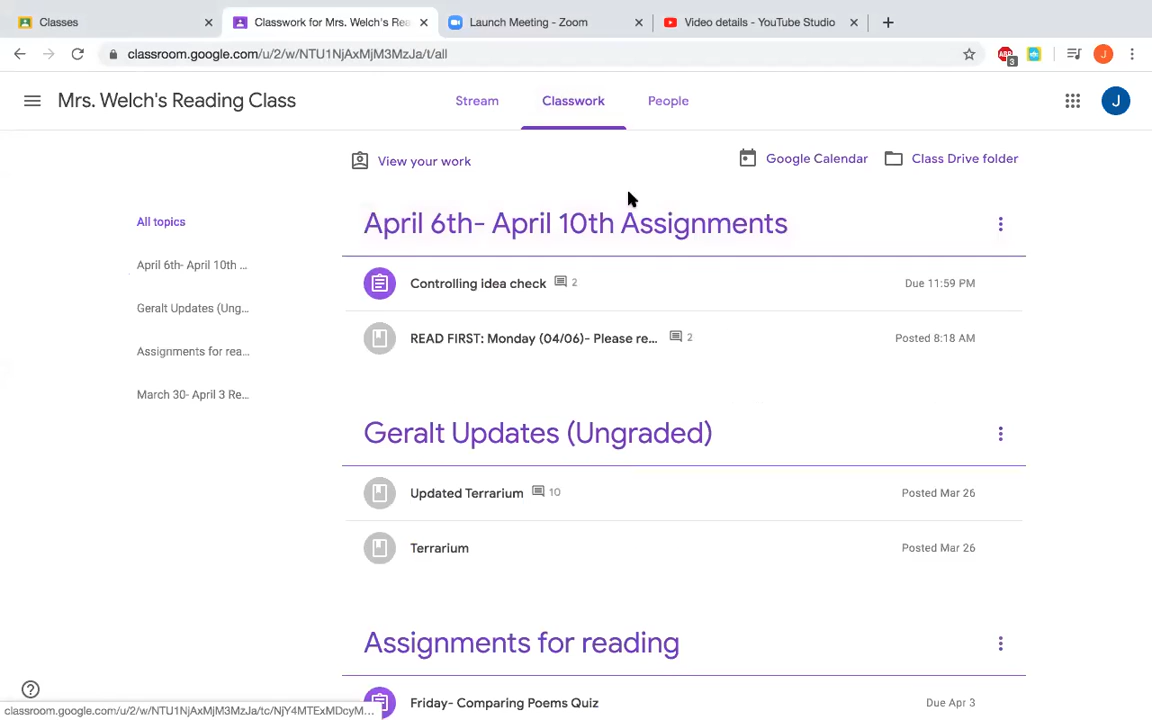 Classes
Classwork for Mrs. Welch's Rea
Launch Meeting - Zoom
Video details - YouTube Studio
classroom.google.com/u/2/w/NTU1NjAxMjM3MzJa/t/all
3
J
Mrs. Welch's Reading Class
Stream
Classwork
People
J
View your work
Google Calendar
Class Drive folder
All topics
April 6th- April 10th ...
Geralt Updates (Ung...
Assignments for rea...
March 30- April 3 Re...
April 6th- April 10th Assignments
Controlling idea check 2
Due 11:59 PM
READ FIRST: Monday (04/06)- Please re... 2
Posted 8:18 AM
Geralt Updates (Ungraded)
Updated Terrarium 10
Posted Mar 26
Terrarium
Posted Mar 26
Assignments for reading
Friday- Comparing Poems Quiz
Due Apr 3
classroom.google.com/u/2/w/NTU1NjAxMjM3MzJa/tc/NjY4MTExMDcyM...